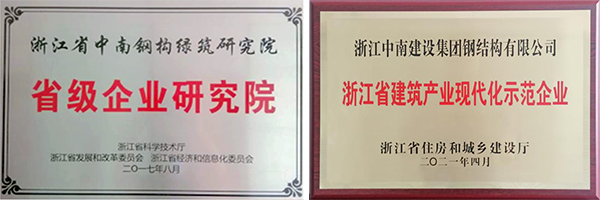 浙江省中南钢构绿筑研究院
省级企业研究院
浙江省科学技术厅
浙江省发展和改革委员会 浙江省经济和信息化委员会
二〇一七年八月
浙江中南建设集团钢结构有限公司
浙江省建筑产业现代化示范企业
浙江省住房和城乡建设厅
二〇二一年四月